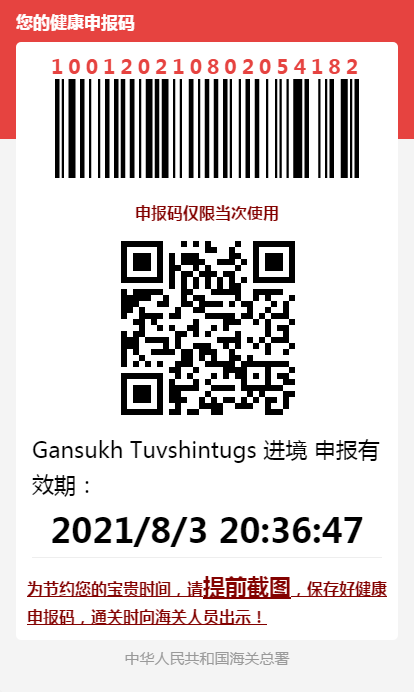 您的健康申报码
100120210802054182
申报码仅限当次使用
Gansukh Tuvshintugs 进境 申报有
效期：
2021/8/3 20:36:47
为节约您的宝贵时间，请提前截图，保存好健康
申报码，通关时向海关人员出示！
中华人民共和国海关总署